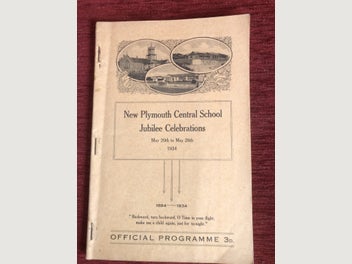 New Plymouth Central School
Jubilee Celebrations
May 20th to May 26th
1934
1884 1934
"Backward, turn backward, O Time in your flight,
make me a child again, just for to-night."
OFFICIAL PROGRAMME 3D.